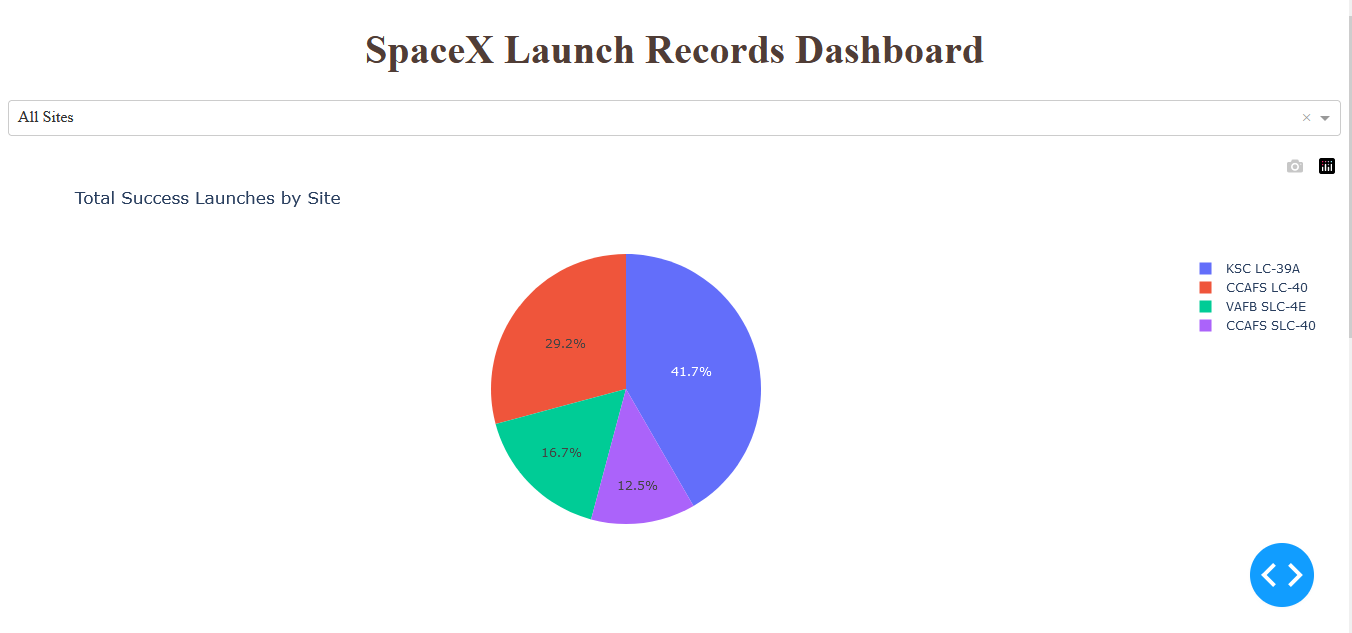 SpaceX Launch Records Dashboard
All Sites
Total Success Launches by Site
KSC LC-39A
CCAFS LC-40
VAFB SLC-4E
CCAFS SLC-40
29.2%
41.7%
16.7%
12.5%